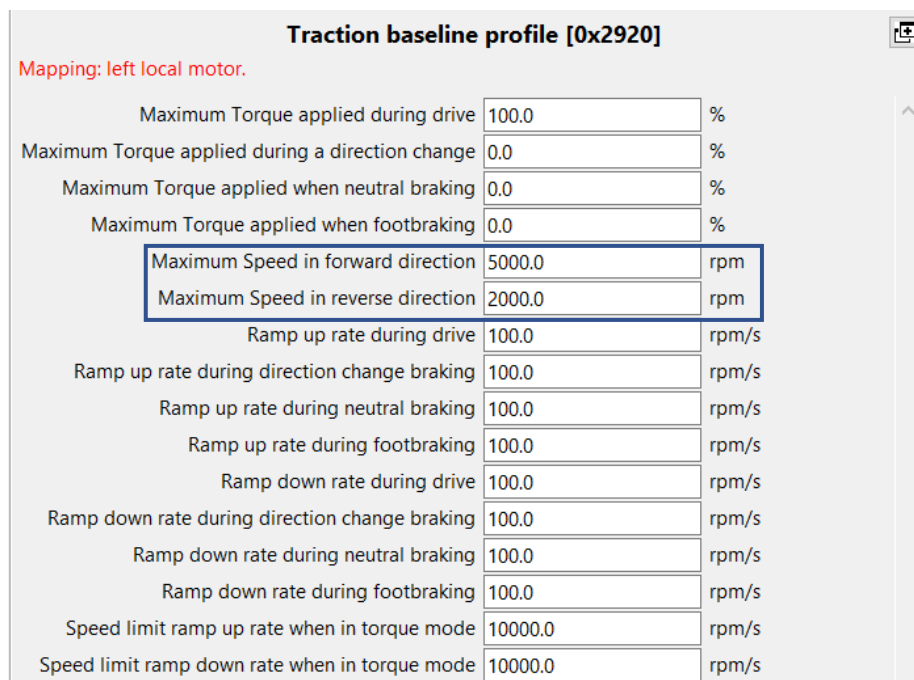 Traction baseline profile [0x2920]
Mapping: left local motor.
Maximum Torque applied during drive 100.0 %
Maximum Torque applied during a direction change 0.0 %
Maximum Torque applied when neutral braking 0.0 %
Maximum Torque applied when footbraking 0.0 %
Maximum Speed in forward direction 5000.0 rpm
Maximum Speed in reverse direction 2000.0 rpm
Ramp up rate during drive 100.0 rpm/s
Ramp up rate during direction change braking 100.0 rpm/s
Ramp up rate during neutral braking 100.0 rpm/s
Ramp up rate during footbraking 100.0 rpm/s
Ramp down rate during drive 100.0 rpm/s
Ramp down rate during direction change braking 100.0 rpm/s
Ramp down rate during neutral braking 100.0 rpm/s
Ramp down rate during footbraking 100.0 rpm/s
Speed limit ramp up rate when in torque mode 10000.0 rpm/s
Speed limit ramp down rate when in torque mode 10000.0 rpm/s